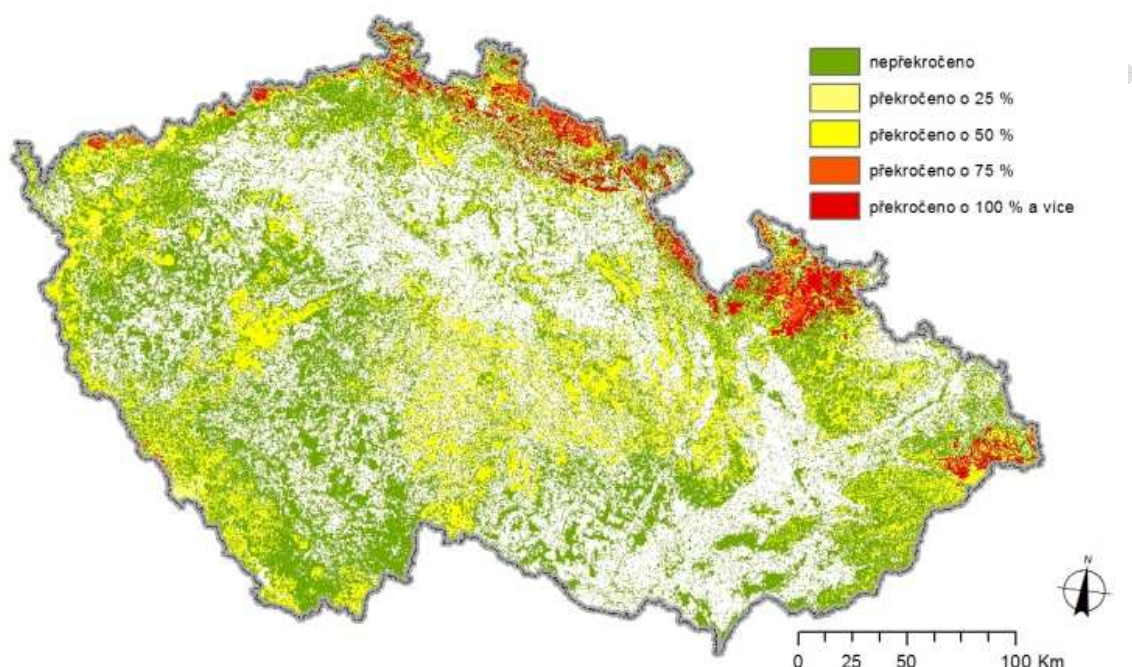 nepřekročeno
překročeno o 25 %
překročeno o 50 %
překročeno o 75 %
překročeno o 100 % a více
N
0 25 50 100 Km